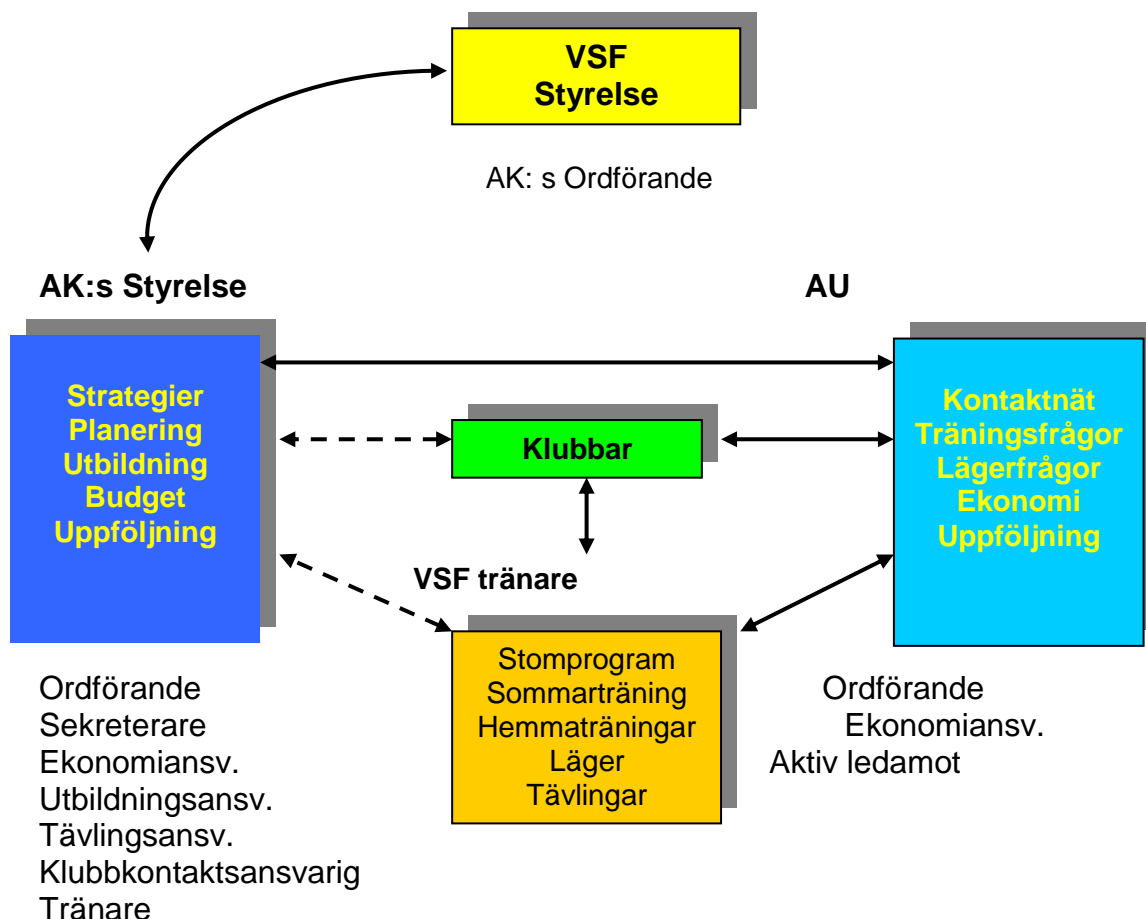 VSF
Styrelse
AK: s Ordförande
AK:s Styrelse
AU
Strategier
Planering
Utbildning
Budget
Uppföljning
Klubbar
Kontaktnät
Träningsfrågor
Lägerfrågor
Ekonomi
Uppföljning
VSF tränare
Stomprogram
Sommarträning
Hemmaträningar
Läger
Tävlingar
Ordförande
Sekreterare
Ekonomiansv.
Utbildningsansv.
Tävlingsansv.
Klubbkontaktsansvarig
Tränare
Ordförande
Ekonomiansv.
Aktiv ledamot